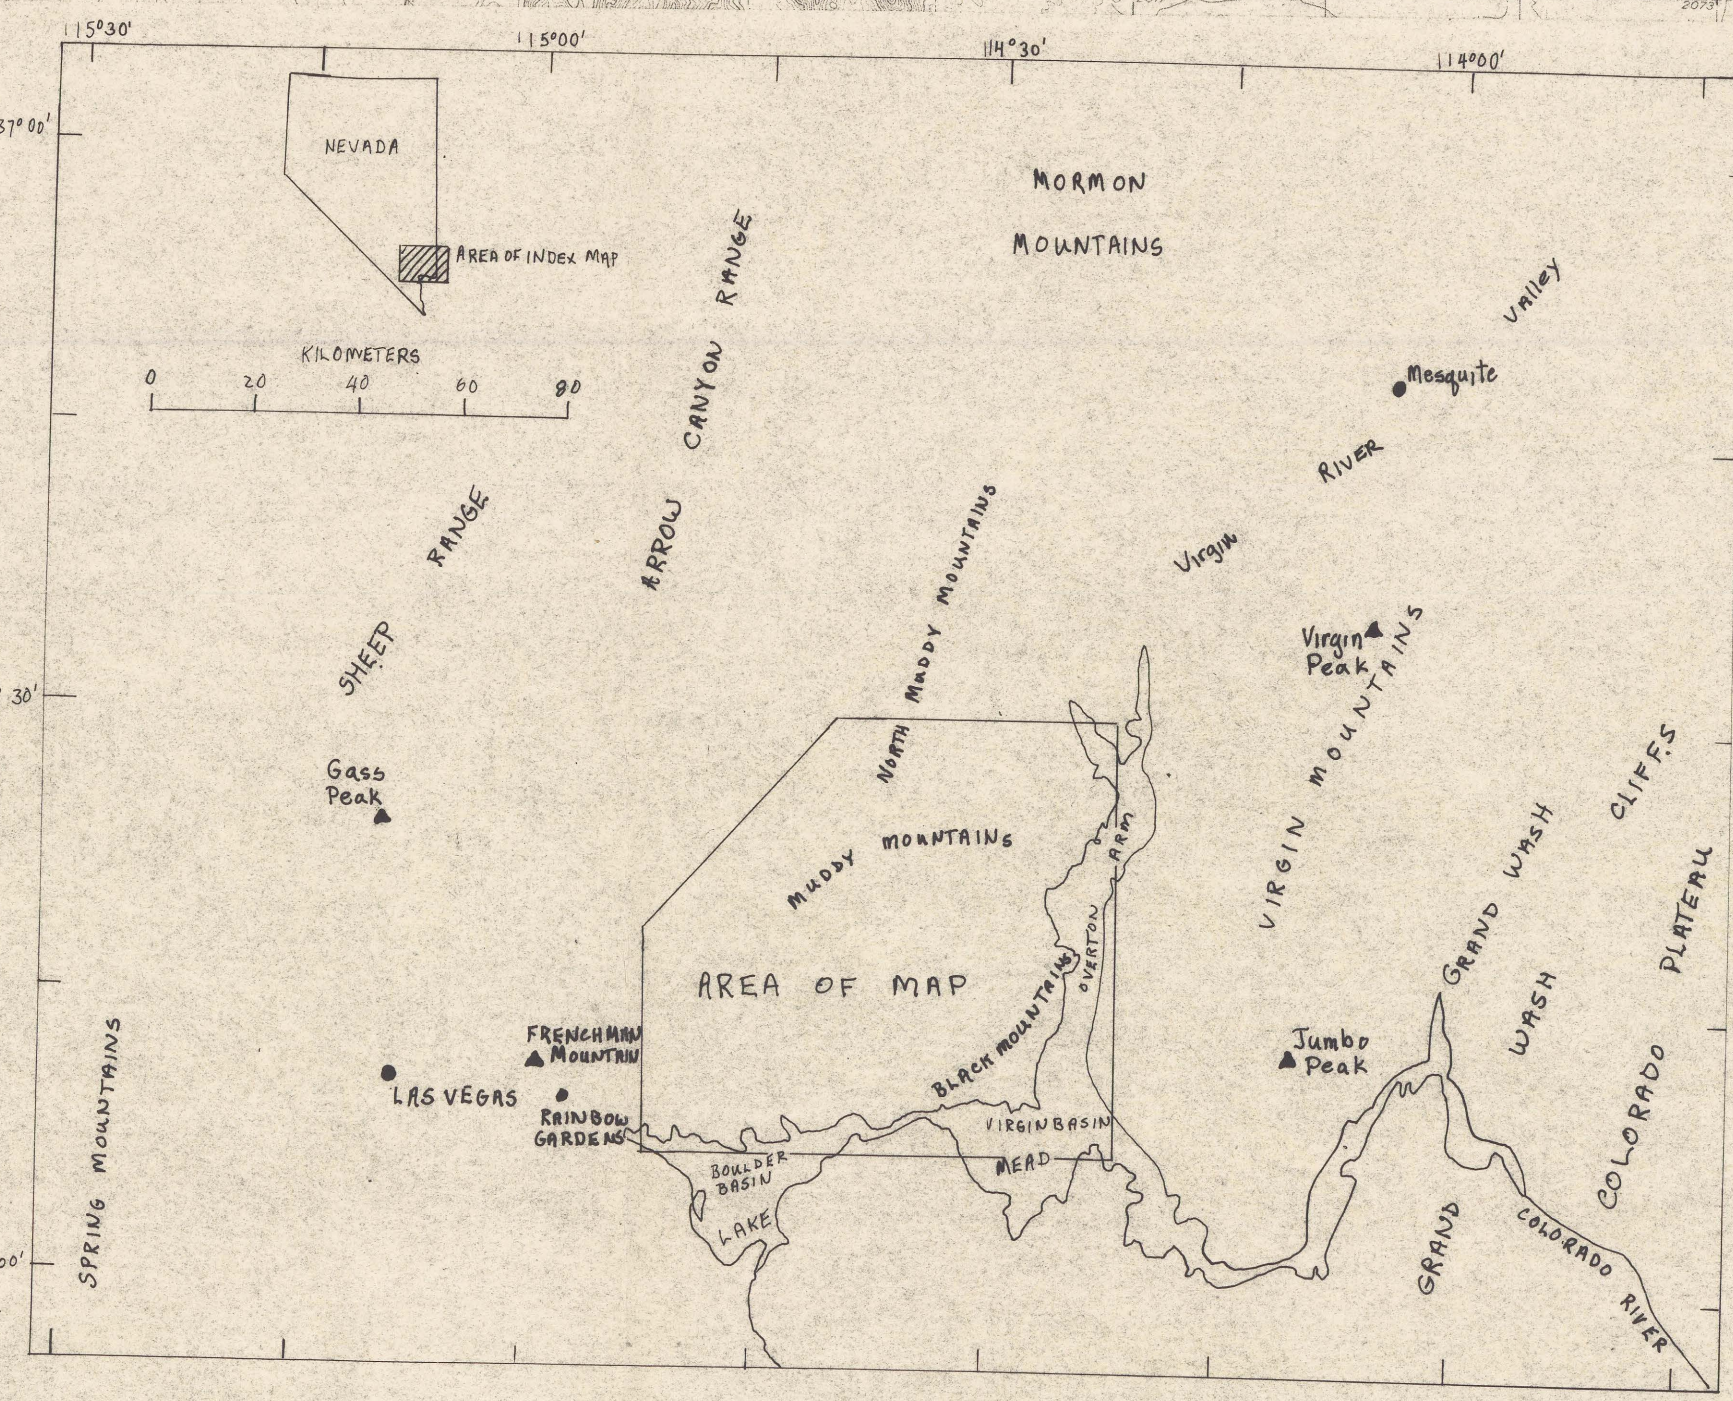 2073
115°30'
115°00'
114°30'
114°00'
37°00'
NEVADA
AREA OF INDEX MAP
KILOMETERS
0 20 40 60 80
MORMON
MOUNTAINS
ARROW CANYON RANGE
SHEEP RANGE
Virgin RIVER Valley
Mesquite
NORTH MUDDY MOUNTAINS
Virgin
Peak
VIRGIN MOUNTAINS
30'
Gass
Peak
MUDDY MOUNTAINS
OVERTON ARM
GRAND WASH CLIFFS
GRAND WASH
COLORADO PLATEAU
AREA OF MAP
BLACK MOUNTAINS
FRENCHMAN
MOUNTAIN
LAS VEGAS
RAINBOW
GARDENS
Jumbo
Peak
SPRING MOUNTAINS
VIRGIN BASIN
BOULDER
BASIN
LAKE MEAD
COLORADO RIVER
00'